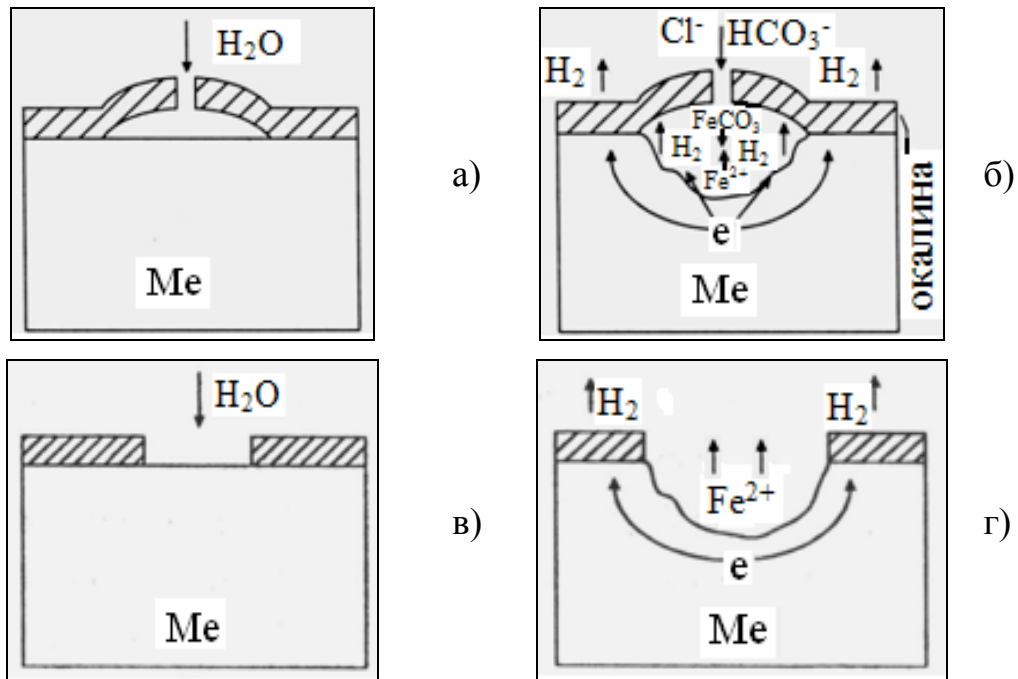 H₂O
Me
а)
Cl⁻ HCO₃⁻
H₂ H₂
FeCO₃
H₂ H₂
Fe²⁺
e
Me
окалина
б)
H₂O
Me
в)
H₂ H₂
Fe²⁺
e
Me
г)